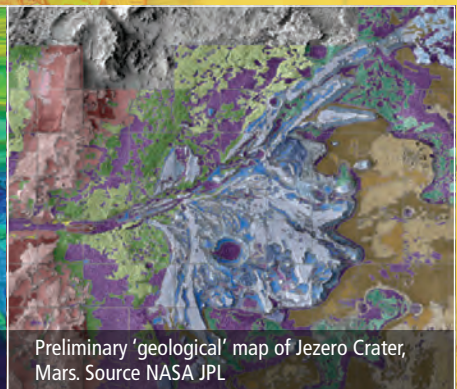 Preliminary ‘geological’ map of Jezero Crater,
Mars. Source NASA JPL